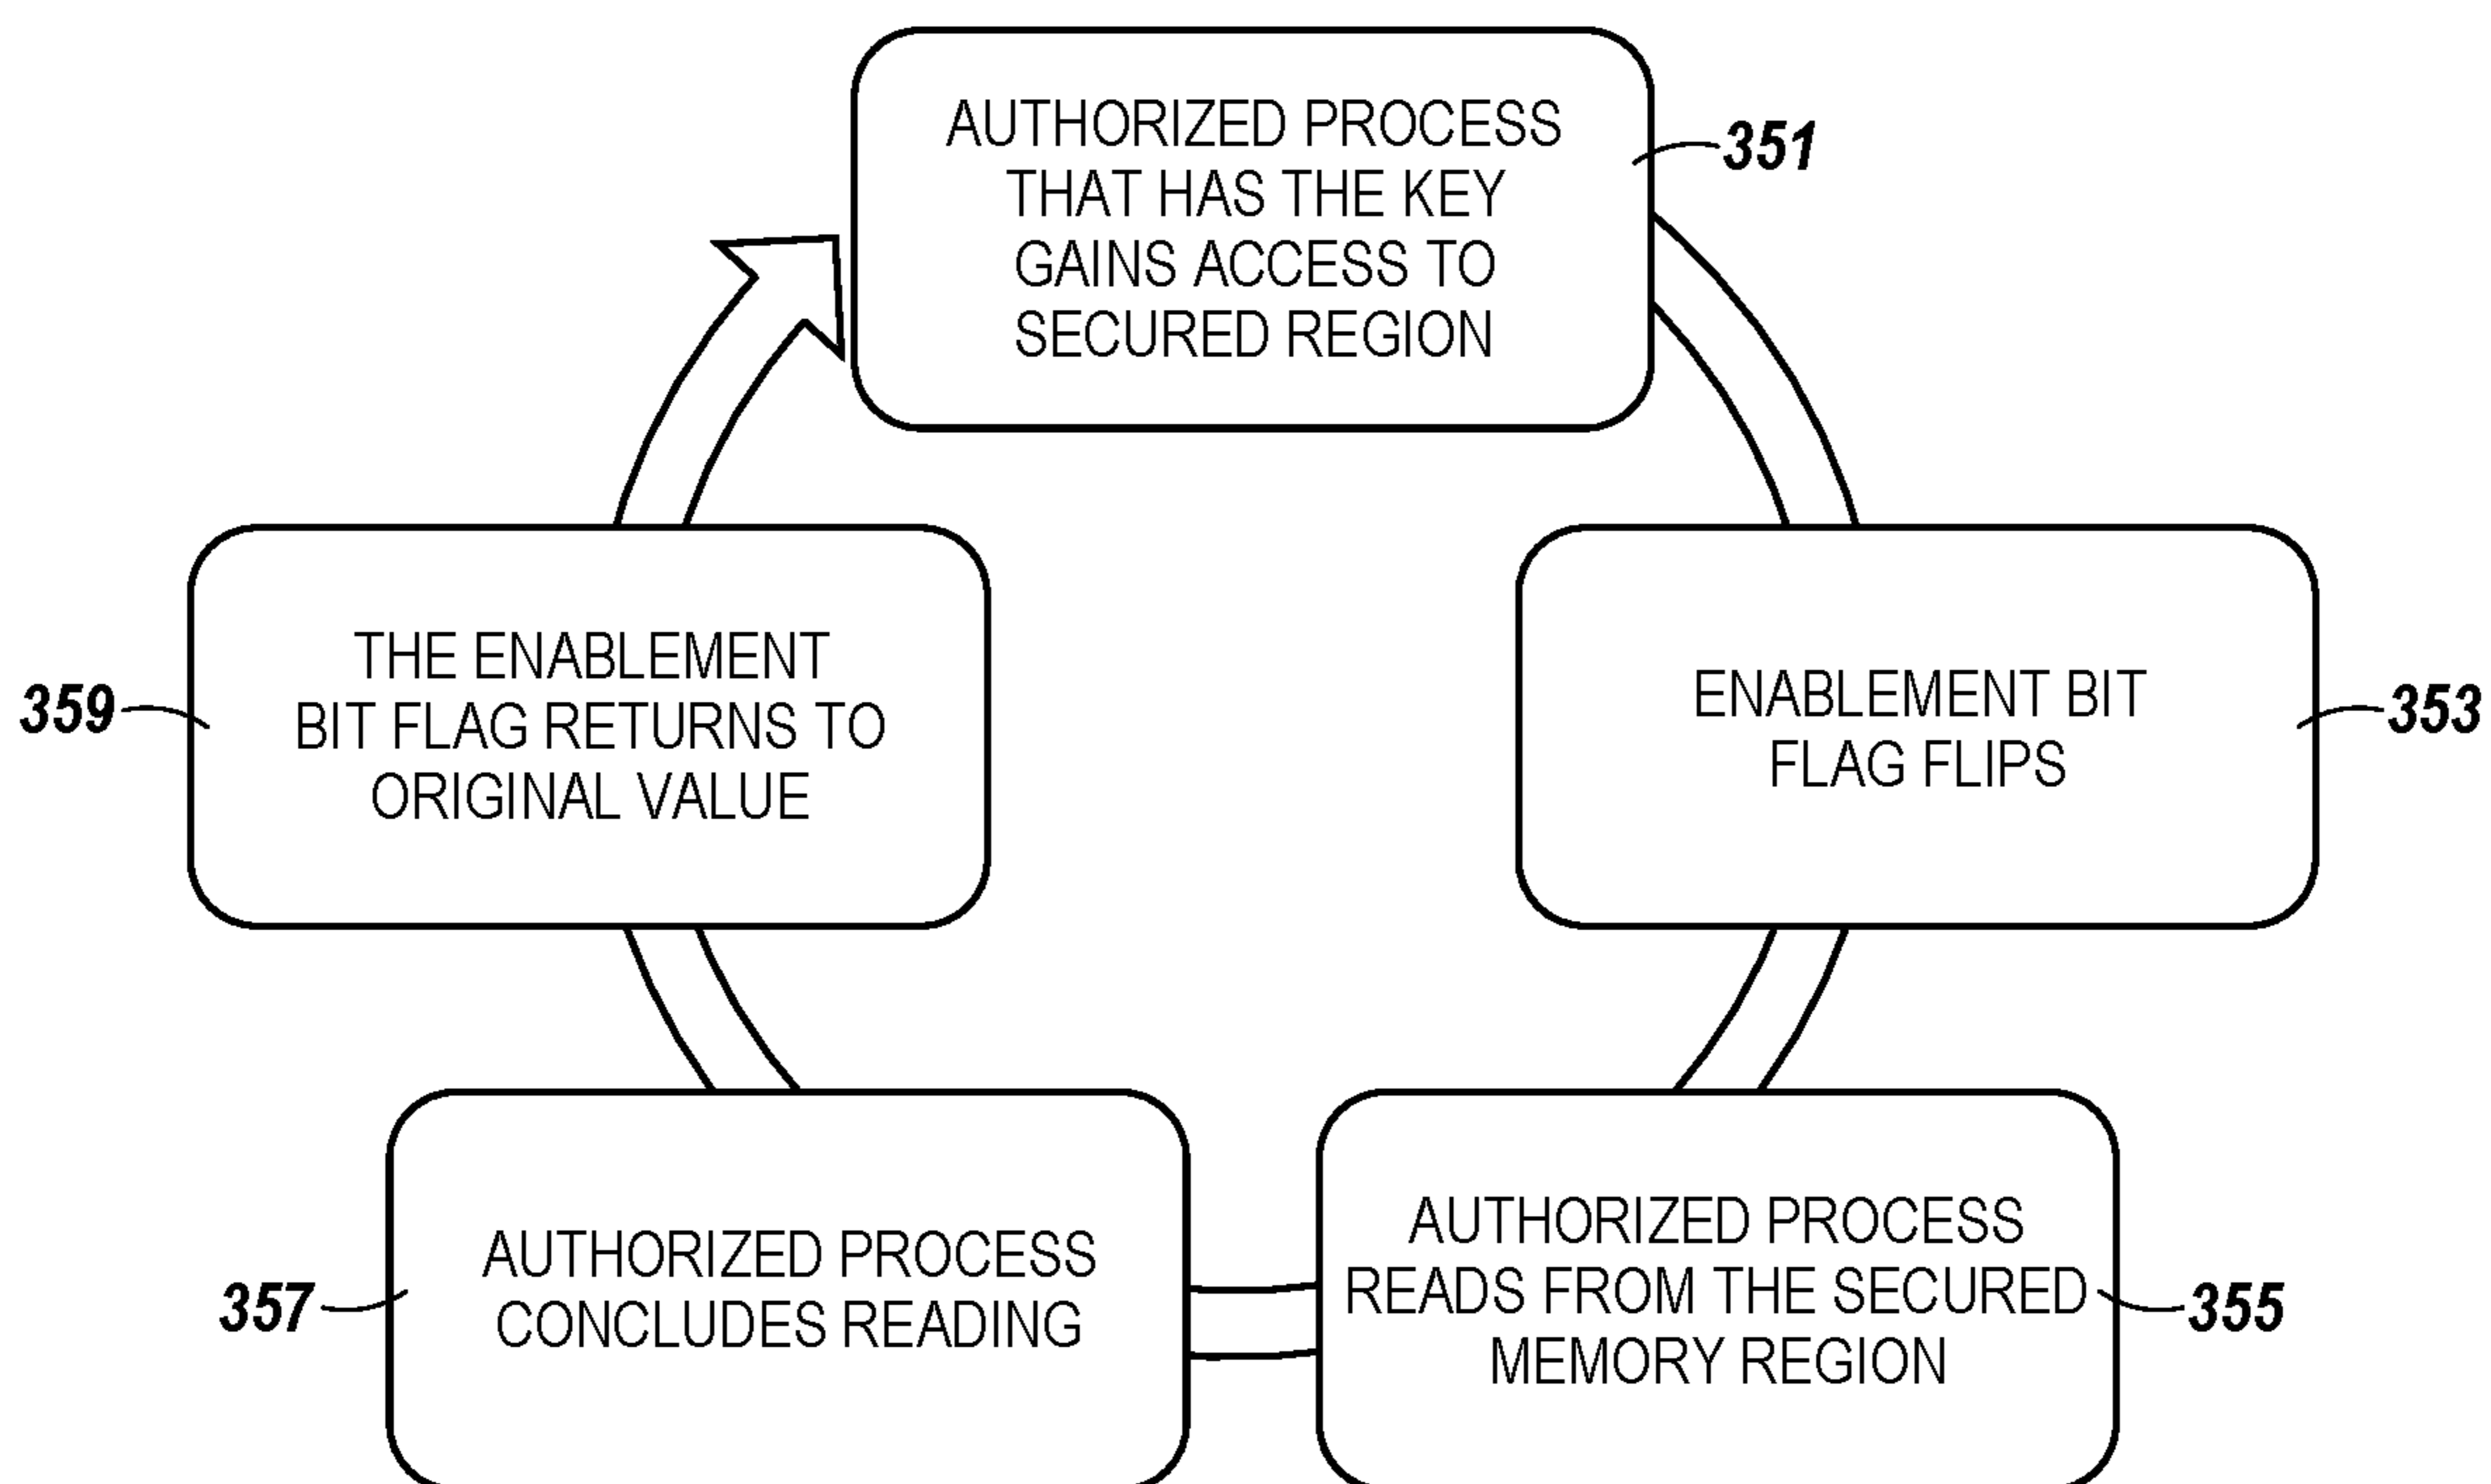 AUTHORIZED PROCESS
THAT HAS THE KEY
GAINS ACCESS TO
SECURED REGION
351
ENABLEMENT BIT
FLAG FLIPS
353
AUTHORIZED PROCESS
READS FROM THE SECURED
MEMORY REGION
355
AUTHORIZED PROCESS
CONCLUDES READING
357
THE ENABLEMENT
BIT FLAG RETURNS TO
ORIGINAL VALUE
359